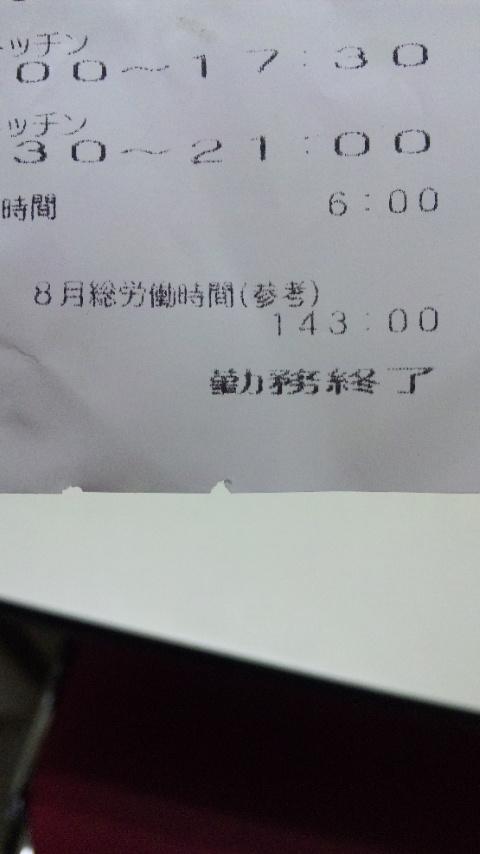 ッチン
00～17:30
ッチン
30～21:00
時間 6:00
8月総労働時間(参考)
143:00
勤務終了